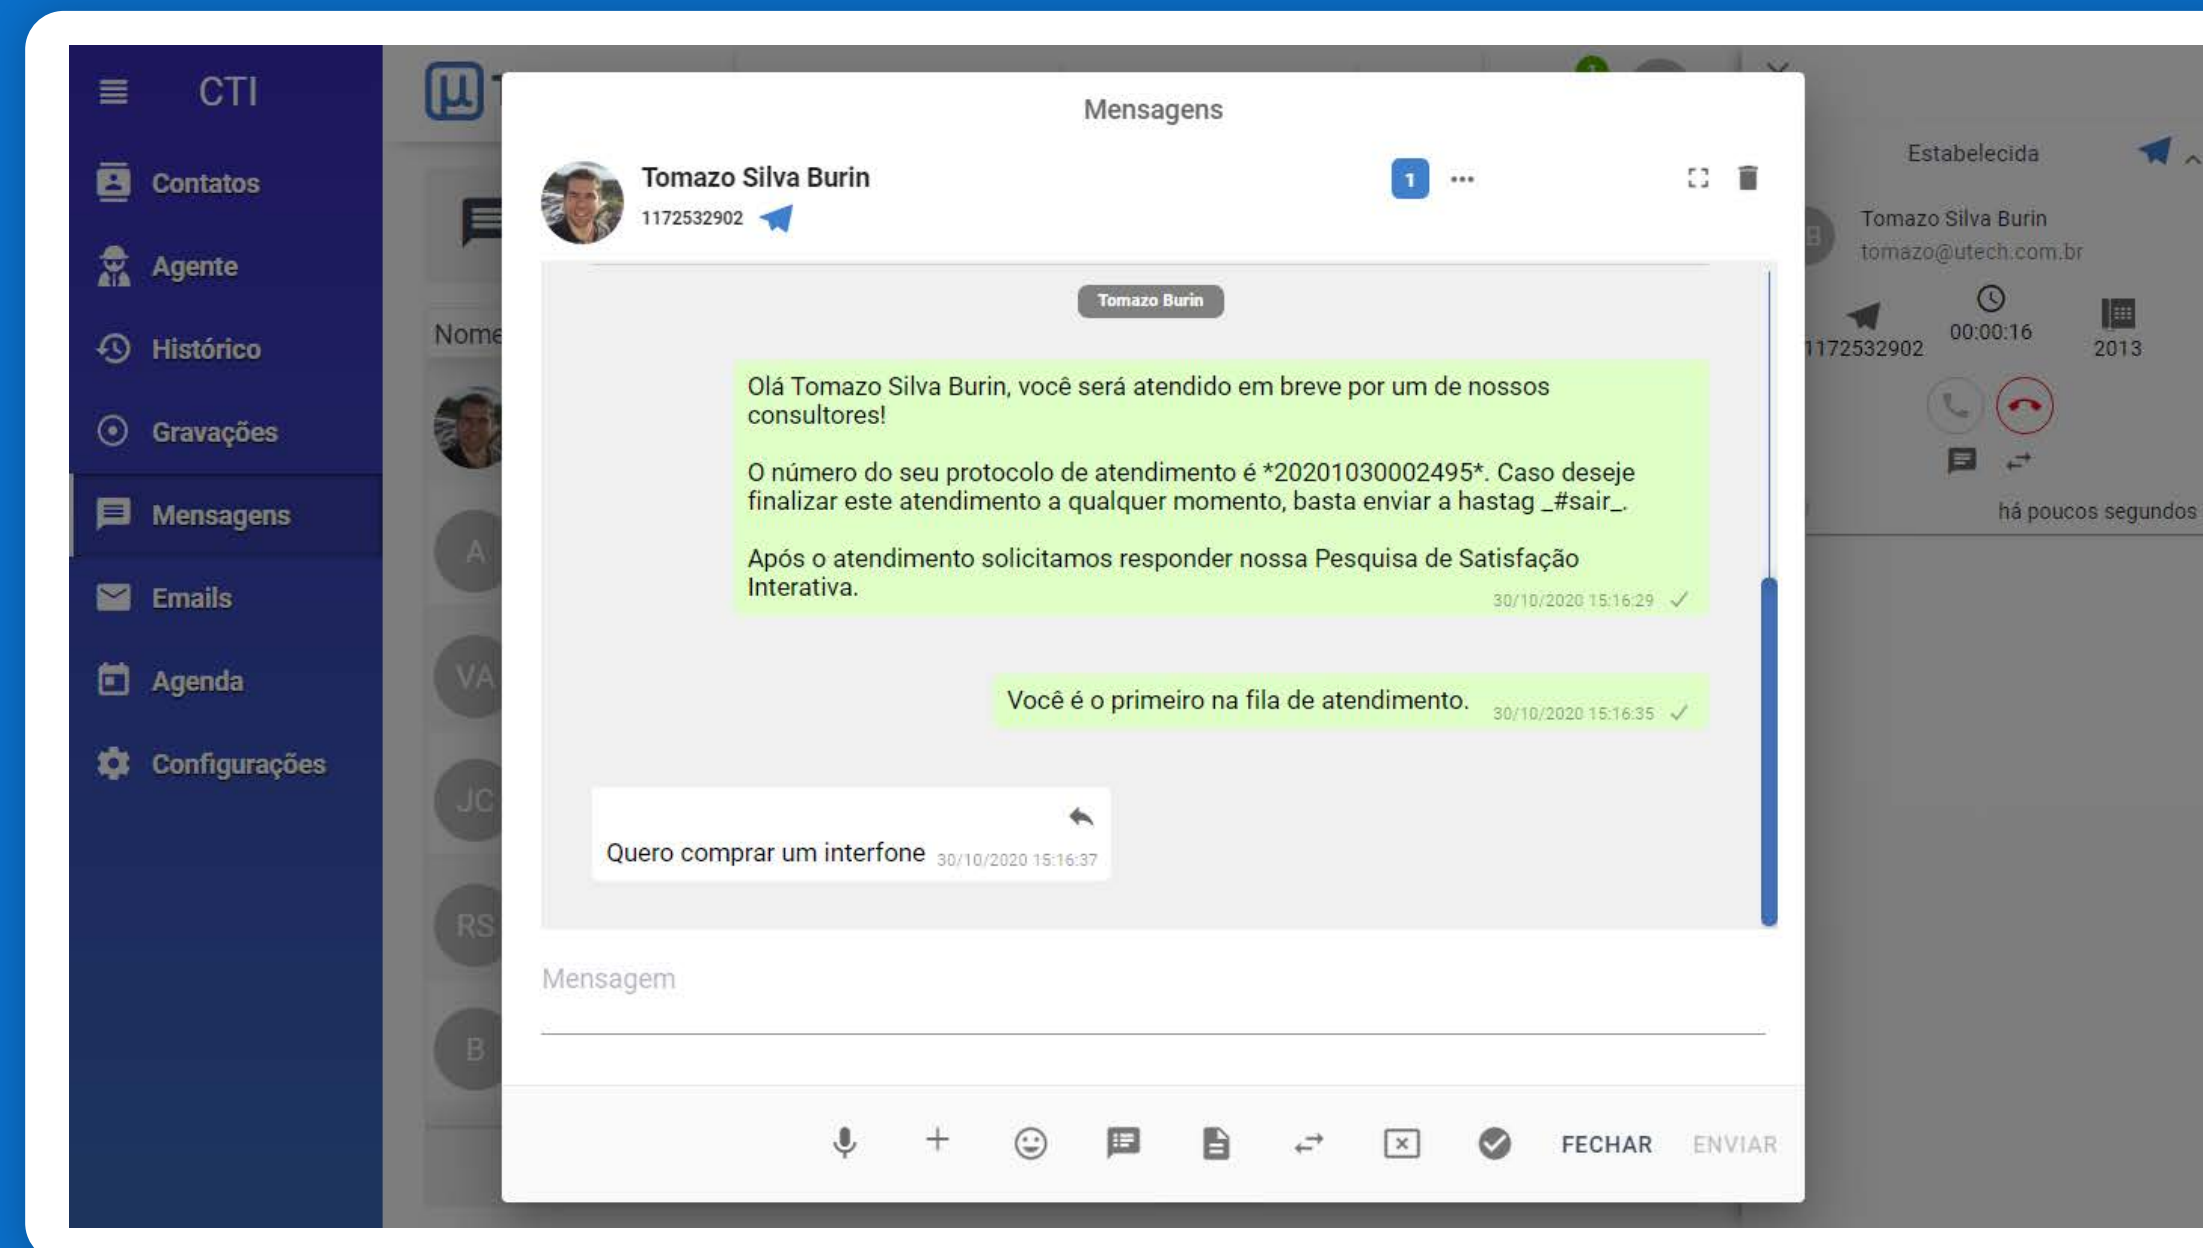 CTI
Contatos
Agente
Histórico
Gravações
Mensagens
Emails
Agenda
Configurações
µ
Nome
A
VA
JC
RS
B
Mensagens
Tomazo Silva Burin
1172532902
1
Tomazo Burin
Olá Tomazo Silva Burin, você será atendido em breve por um de nossos
consultores!
O número do seu protocolo de atendimento é *20201030002495*. Caso deseje
finalizar este atendimento a qualquer momento, basta enviar a hastag _#sair_.
Após o atendimento solicitamos responder nossa Pesquisa de Satisfação
Interativa.
30/10/2020 15:16:29
Você é o primeiro na fila de atendimento.
30/10/2020 15:16:35
Quero comprar um interfone
30/10/2020 15:16:37
Mensagem
FECHAR
ENVIAR
Estabelecida
Tomazo Silva Burin
tomazo@utech.com.br
1172532902
00:00:16
2013
há poucos segundos